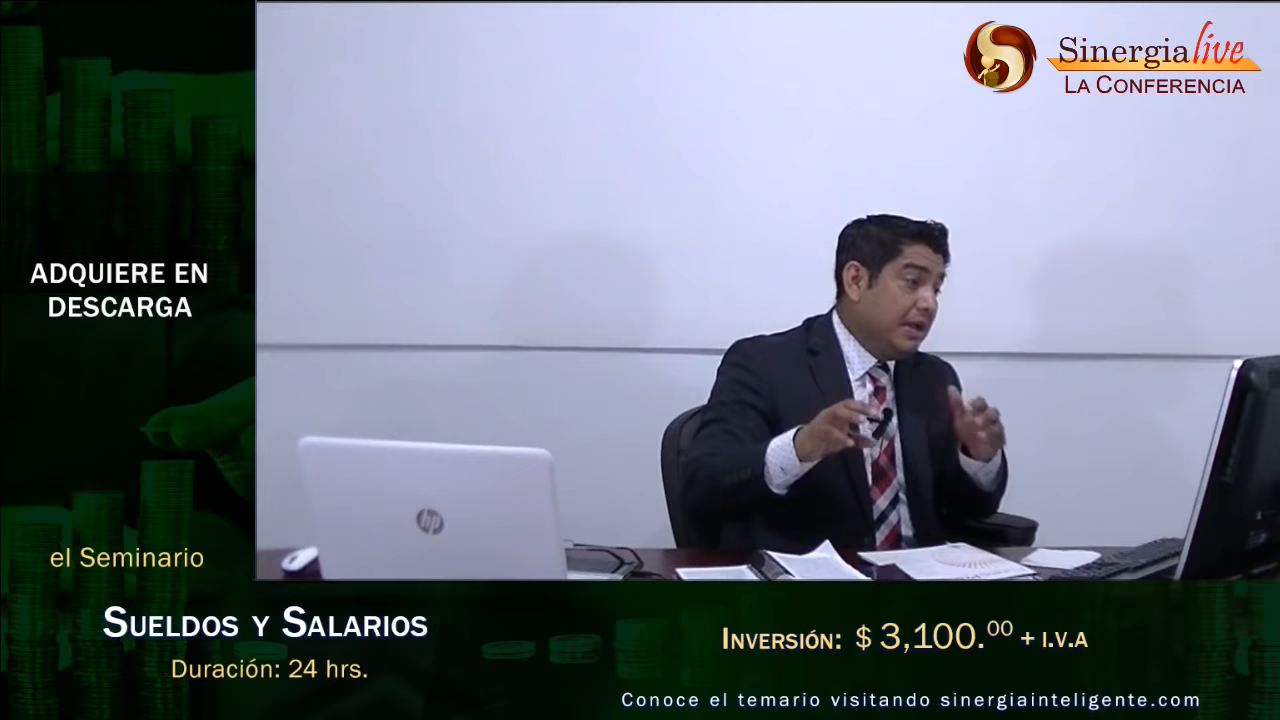 Sinergialive
LA CONFERENCIA
ADQUIERE EN
DESCARGA
hp
el Seminario
SUELDOS Y SALARIOS
Duración: 24 hrs.
INVERSIÓN: $ 3,100.00 + I.V.A
Conoce el temario visitando sinergiainteligente.com